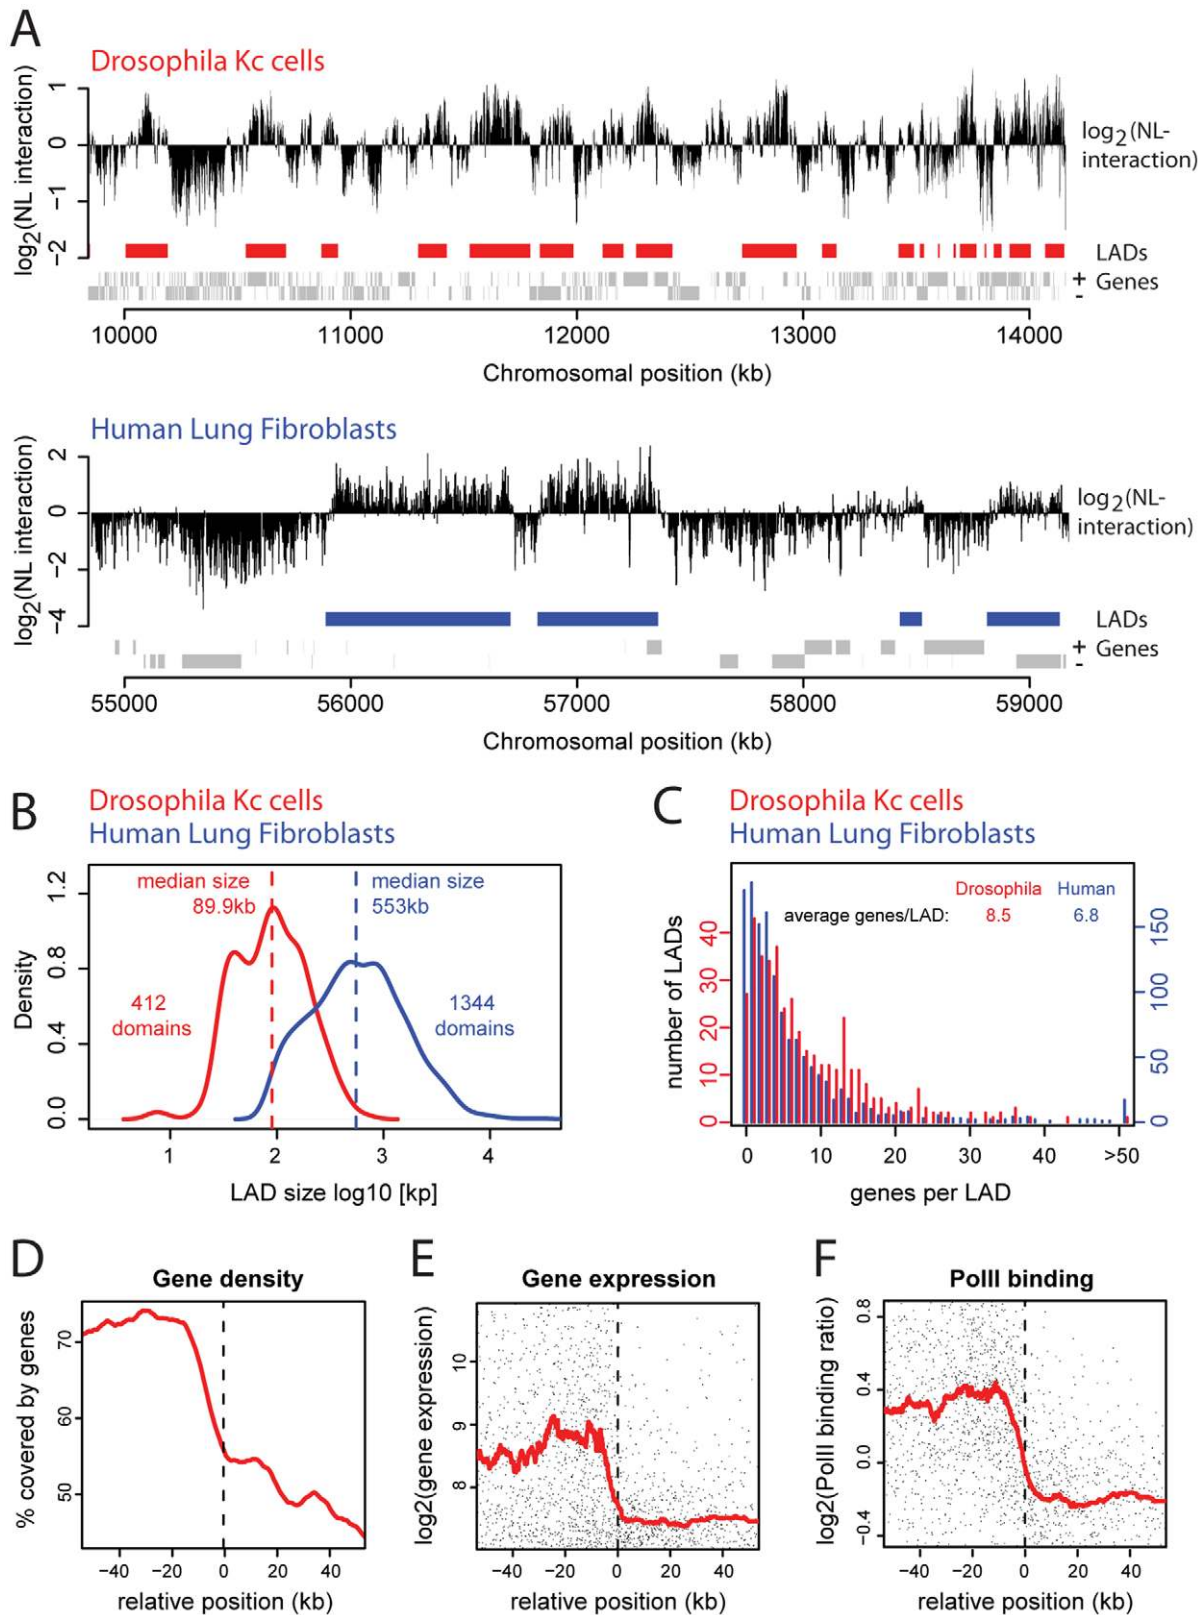 A
Drosophila Kc cells
log2(NL interaction)
1
0
−1
−2
log2(NL-
interaction)
LADs
+ Genes
-
10000 11000 12000 13000 14000
Chromosomal position (kb)
Human Lung Fibroblasts
log2(NL interaction)
2
0
−2
−4
log2(NL-
interaction)
LADs
+ Genes
-
55000 56000 57000 58000 59000
Chromosomal position (kb)
B
Drosophila Kc cells
Human Lung Fibroblasts
Density
1.2
0.8
0.4
0.0
median size
89.9kb
median size
553kb
412
domains
1344
domains
1 2 3 4
LAD size log10 [kp]
C
Drosophila Kc cells
Human Lung Fibroblasts
number of LADs
40
30
20
10
0
Drosophila Human
average genes/LAD: 8.5 6.8
150
100
50
0
0 10 20 30 40 >50
genes per LAD
D
Gene density
% covered by genes
70
60
50
−40 −20 0 20 40
relative position (kb)
E
Gene expression
log2(gene expression)
10
9
8
−40 −20 0 20 40
relative position (kb)
F
PolII binding
log2(PolII binding ratio)
0.8
0.4
0.0
−0.4
−40 −20 0 20 40
relative position (kb)